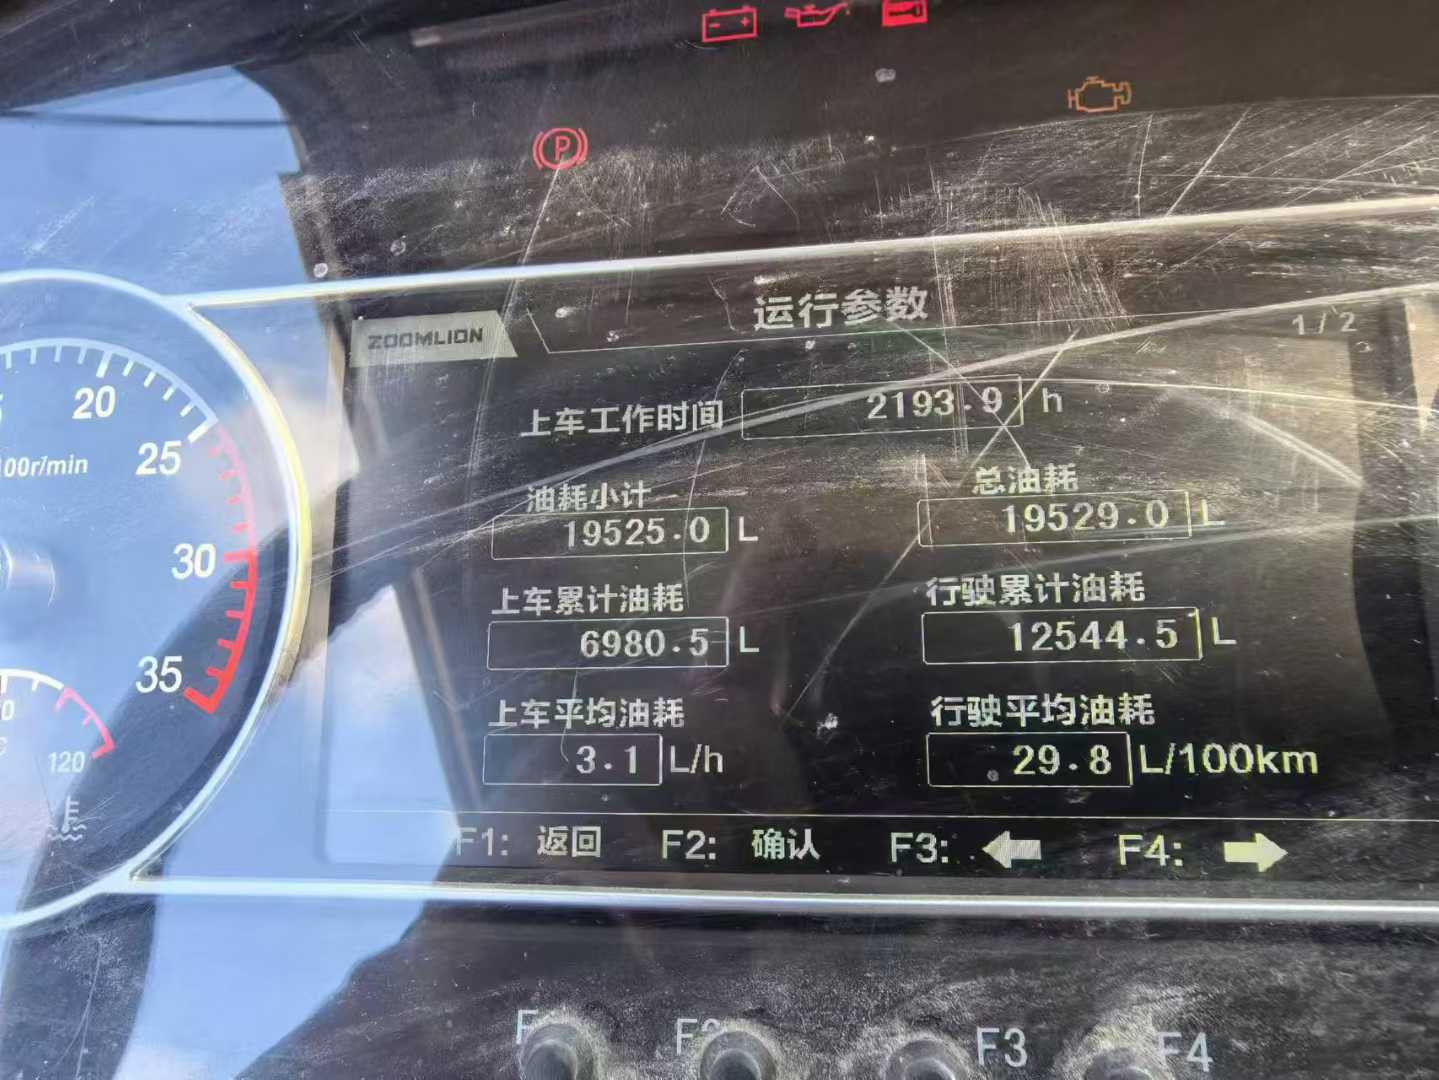 P
ZOOMLION
运行参数
1/2
上车工作时间 2193.9 h
油耗小计 总油耗
19525.0 L 19529.0 L
上车累计油耗 行驶累计油耗
6980.5 L 12544.5 L
上车平均油耗 行驶平均油耗
3.1 L/h 29.8 L/100km
F1: 返回 F2: 确认 F3: F4:
20
25
00r/min
30
35
120
F3 F4